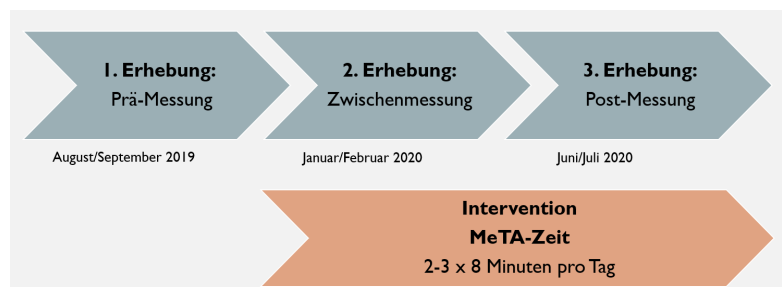 1. Erhebung:
Prä-Messung
2. Erhebung:
Zwischenmessung
3. Erhebung:
Post-Messung
August/September 2019
Januar/Februar 2020
Juni/Juli 2020
Intervention
MeTA-Zeit
2-3 x 8 Minuten pro Tag